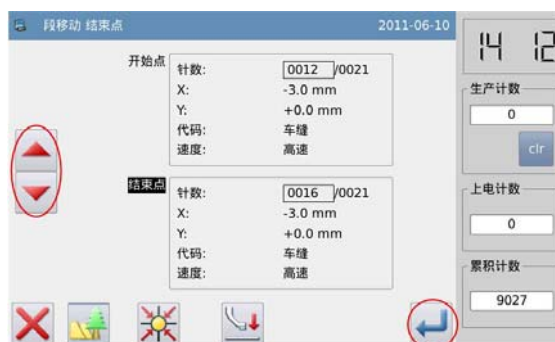 段移动 结束点 2011-06-10
开始点
针数: 0012 /0021
X: -3.0 mm
Y: +0.0 mm
代码: 车缝
速度: 高速
结束点
针数: 0016 /0021
X: -3.0 mm
Y: +0.0 mm
代码: 车缝
速度: 高速
14
生产计数
0
clr
上电计数
0
累积计数
9027